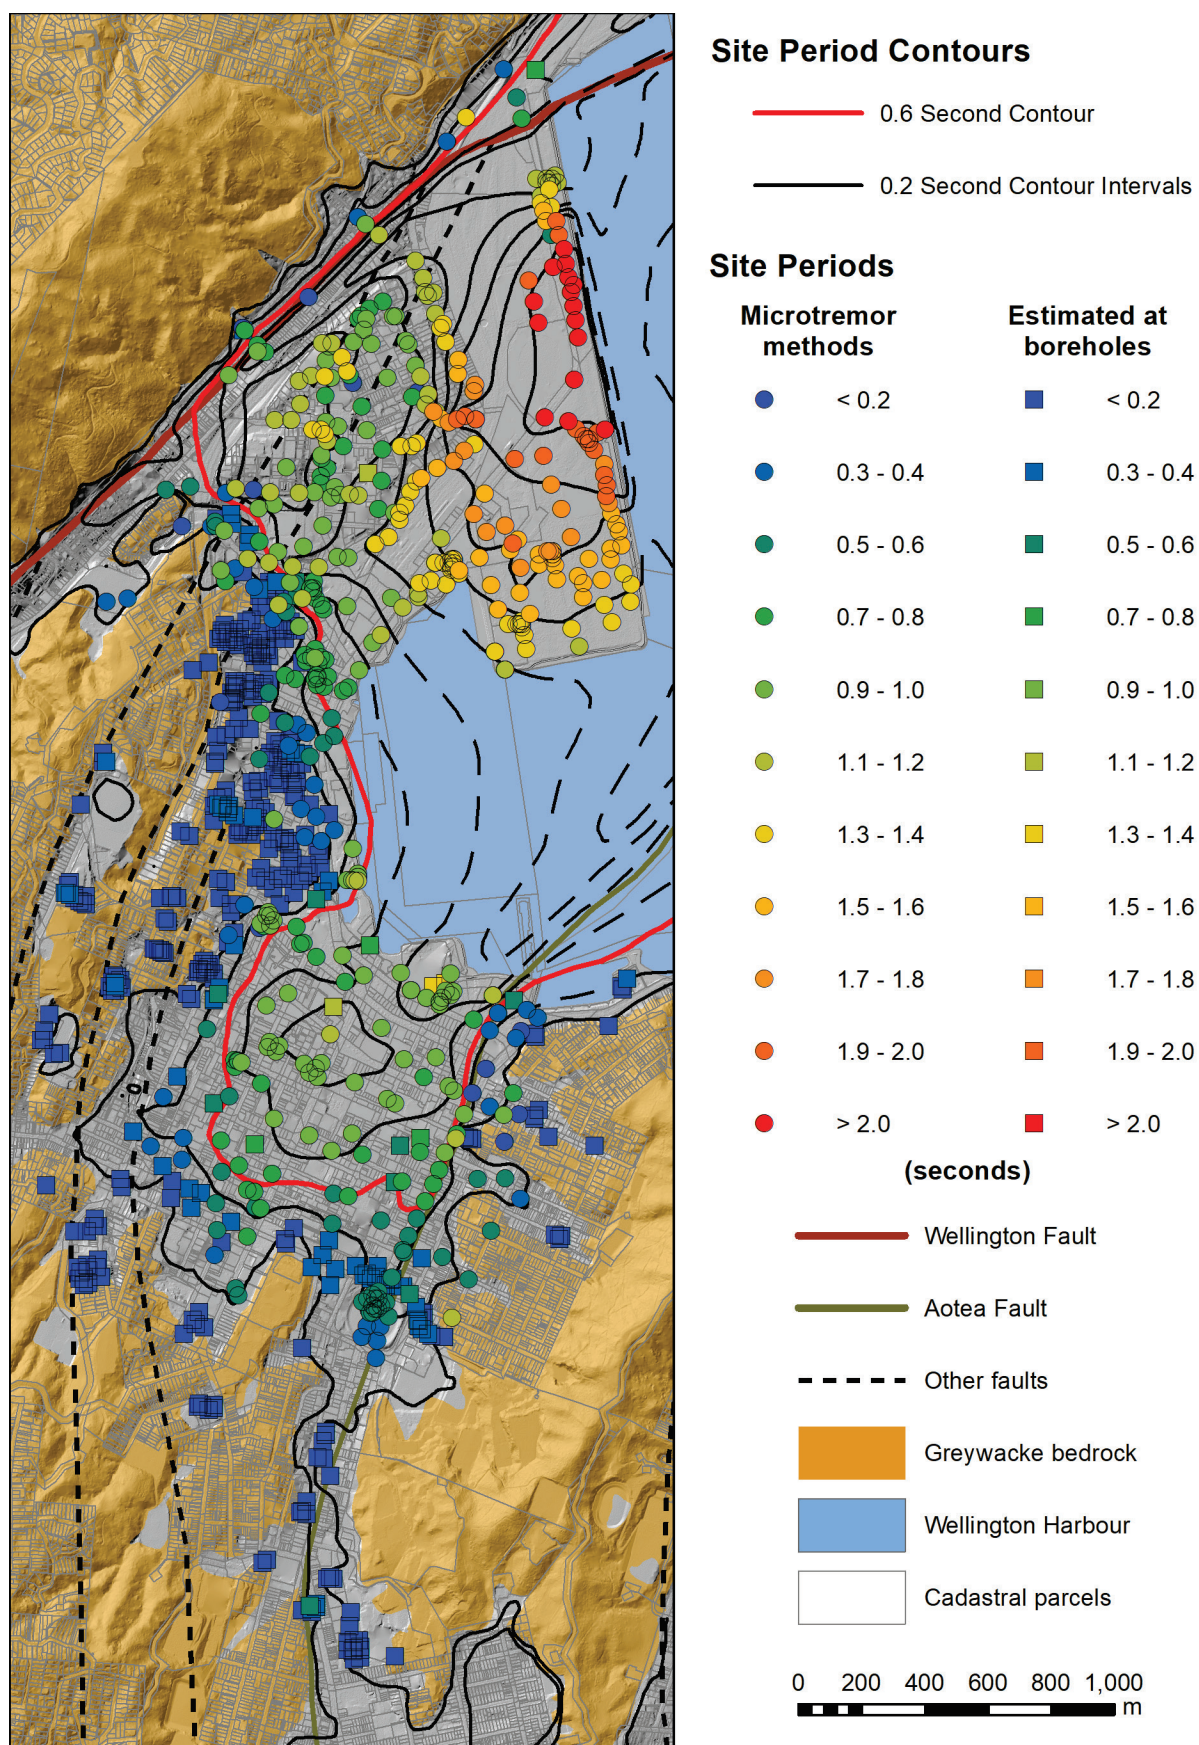 Site Period Contours
0.6 Second Contour
0.2 Second Contour Intervals
Site Periods
Microtremor methods
Estimated at boreholes
< 0.2 < 0.2
0.3 - 0.4 0.3 - 0.4
0.5 - 0.6 0.5 - 0.6
0.7 - 0.8 0.7 - 0.8
0.9 - 1.0 0.9 - 1.0
1.1 - 1.2 1.1 - 1.2
1.3 - 1.4 1.3 - 1.4
1.5 - 1.6 1.5 - 1.6
1.7 - 1.8 1.7 - 1.8
1.9 - 2.0 1.9 - 2.0
> 2.0 > 2.0
(seconds)
Wellington Fault
Aotea Fault
Other faults
Greywacke bedrock
Wellington Harbour
Cadastral parcels
0 200 400 600 800 1,000
m